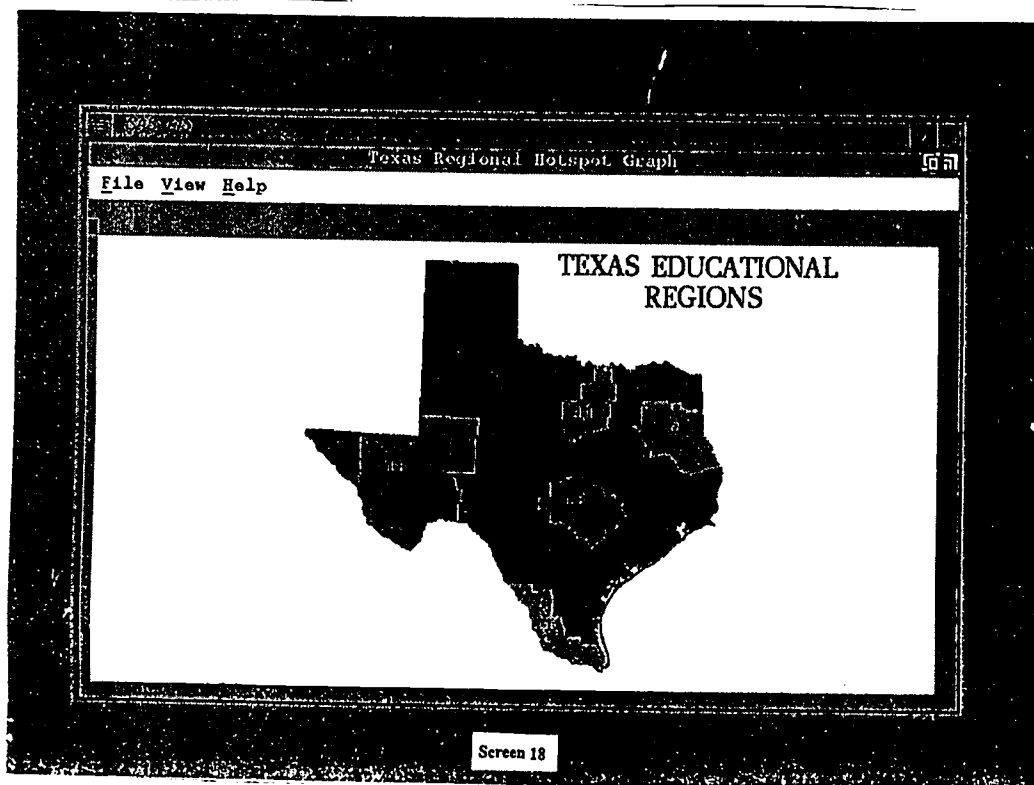 Texas Regional Hotspot Graph
File View Help
TEXAS EDUCATIONAL
REGIONS
Screen 18